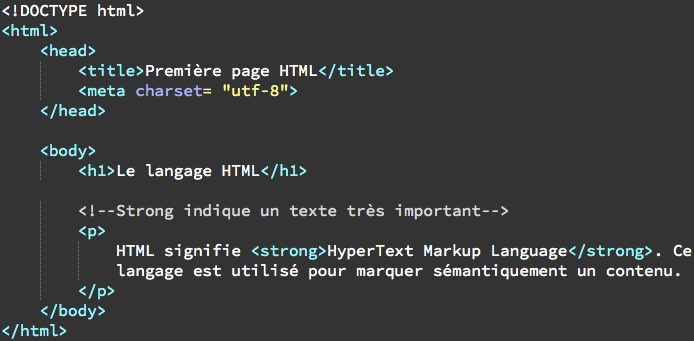 <!DOCTYPE html>
<html>
<head>
<title>Première page HTML</title>
<meta charset= "utf-8">
</head>
<body>
<h1>Le langage HTML</h1>
<!--Strong indique un texte très important-->
<p>
HTML signifie <strong>HyperText Markup Language</strong>. Ce
langage est utilisé pour marquer sémantiquement un contenu.
</p>
</body>
</html>